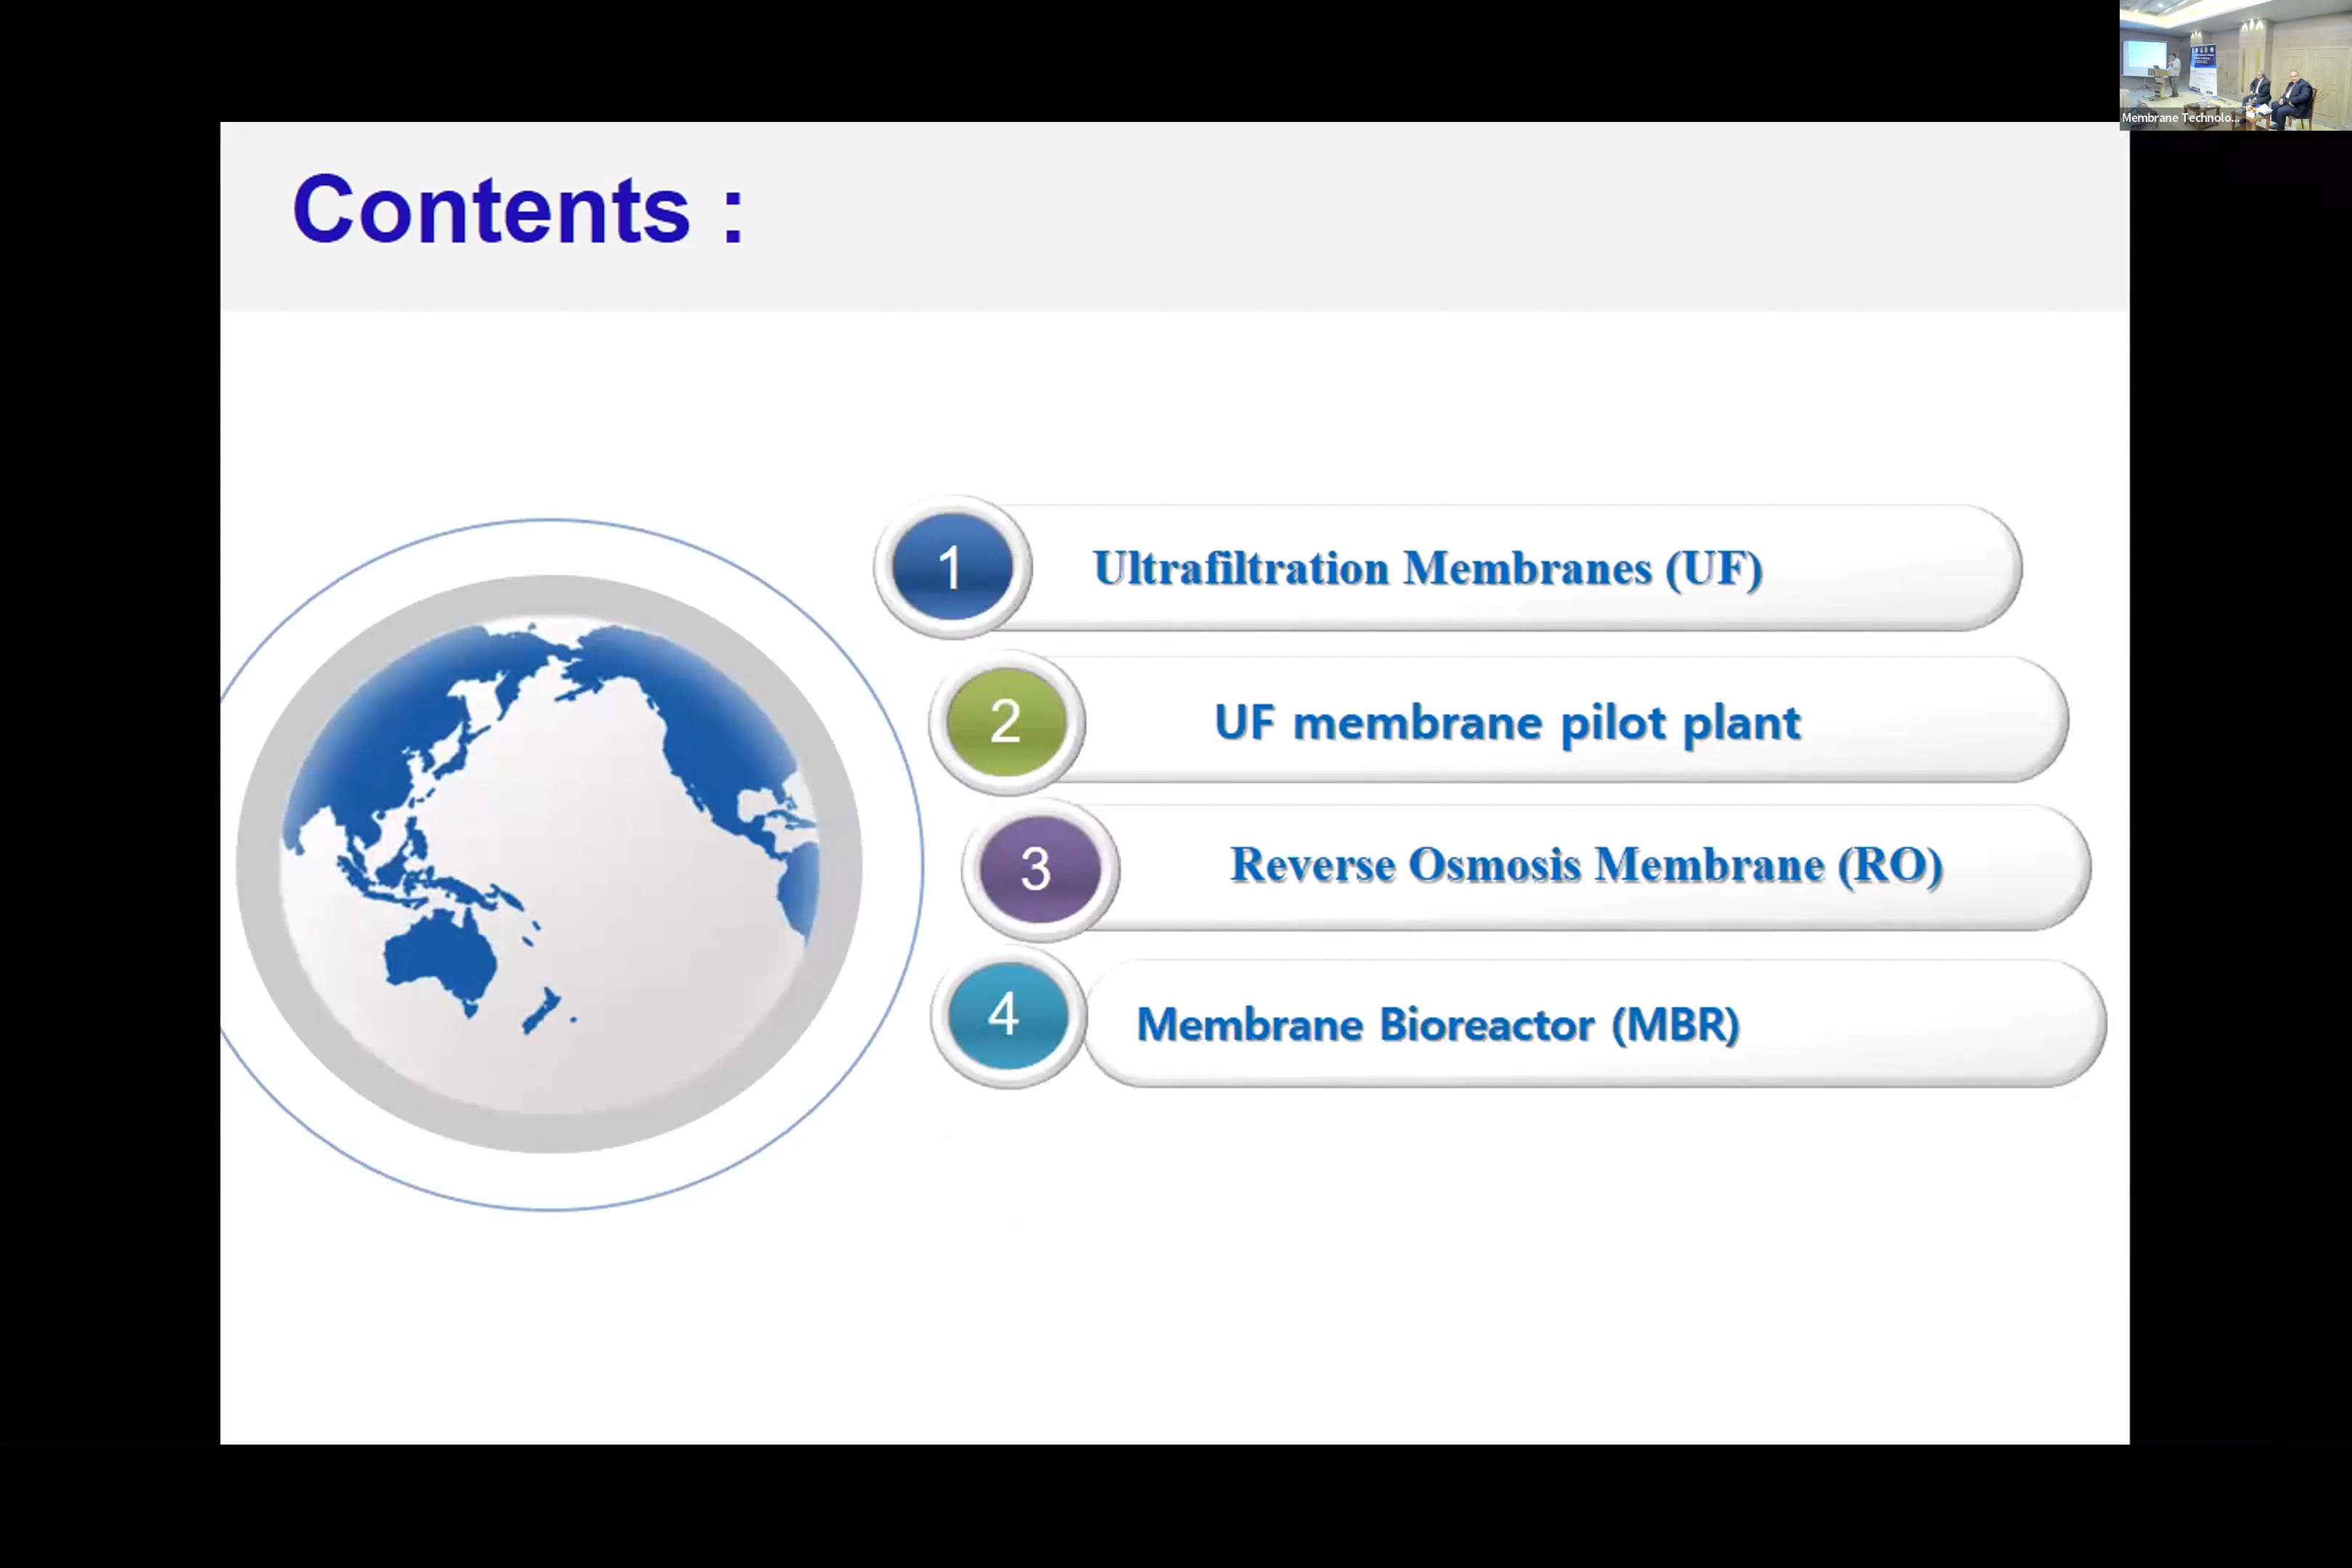 Membrane Technolo...
Contents :
1 Ultrafiltration Membranes (UF)
2 UF membrane pilot plant
3 Reverse Osmosis Membrane (RO)
4 Membrane Bioreactor (MBR)